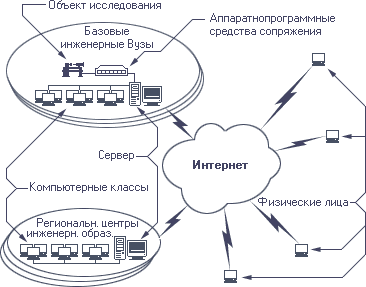 Объект исследования
Аппаратнопрограммные
средства сопряжения
Базовые
инженерные Вузы
Сервер
Интернет
Компьютерные классы
Физические лица
Региональн. центры
инженерн. образ.